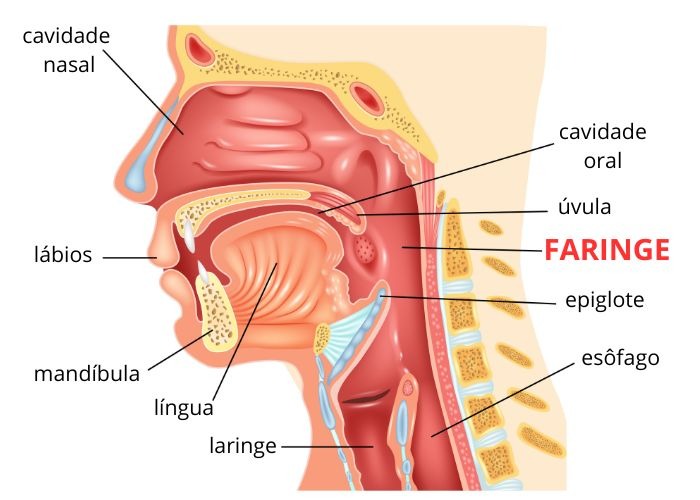 cavidade
nasal
cavidade
oral
úvula
FARINGE
lábios
epiglote
esôfago
mandíbula
língua
laringe